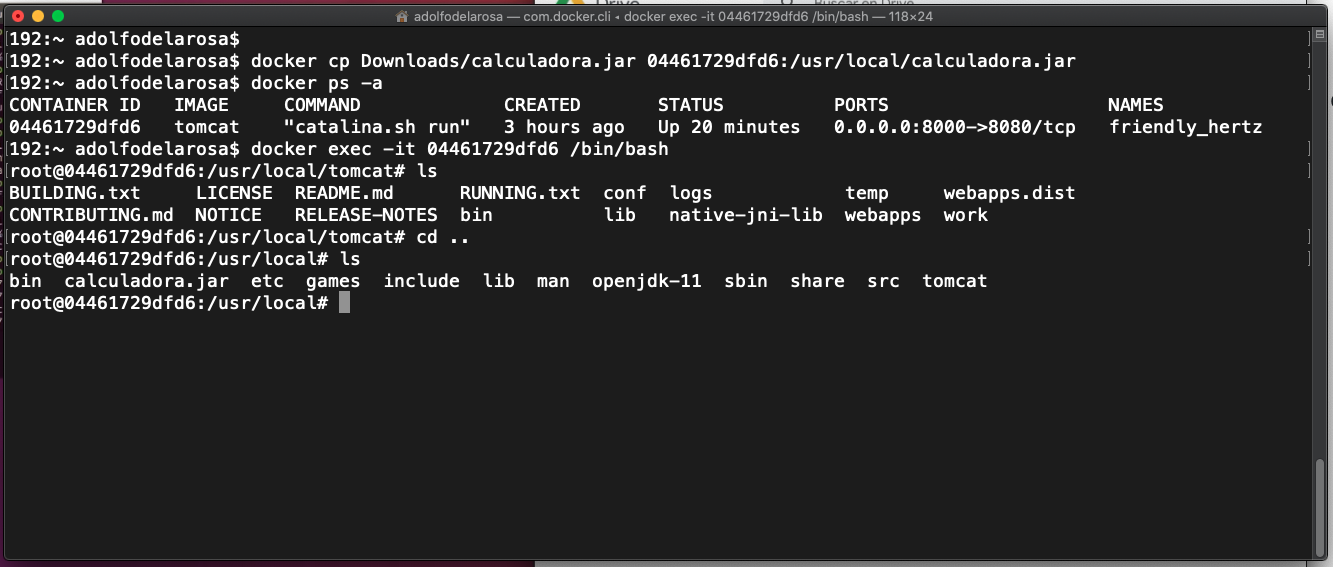 Drive
Buscar en Drive
adolfodelarosa — com.docker.cli ◂ docker exec -it 04461729dfd6 /bin/bash — 118×24
[192:~ adolfodelarosa$ ]
[192:~ adolfodelarosa$ docker cp Downloads/calculadora.jar 04461729dfd6:/usr/local/calculadora.jar ]
[192:~ adolfodelarosa$ docker ps -a ]
CONTAINER ID   IMAGE     COMMAND             CREATED       STATUS          PORTS                    NAMES
04461729dfd6   tomcat    "catalina.sh run"   3 hours ago   Up 20 minutes   0.0.0.0:8000->8080/tcp   friendly_hertz
[192:~ adolfodelarosa$ docker exec -it 04461729dfd6 /bin/bash ]
[root@04461729dfd6:/usr/local/tomcat# ls ]
BUILDING.txt     LICENSE  README.md      RUNNING.txt  conf  logs            temp     webapps.dist
CONTRIBUTING.md  NOTICE   RELEASE-NOTES  bin          lib   native-jni-lib  webapps  work
[root@04461729dfd6:/usr/local/tomcat# cd .. ]
[root@04461729dfd6:/usr/local# ls ]
bin  calculadora.jar  etc  games  include  lib  man  openjdk-11  sbin  share  src  tomcat
root@04461729dfd6:/usr/local#